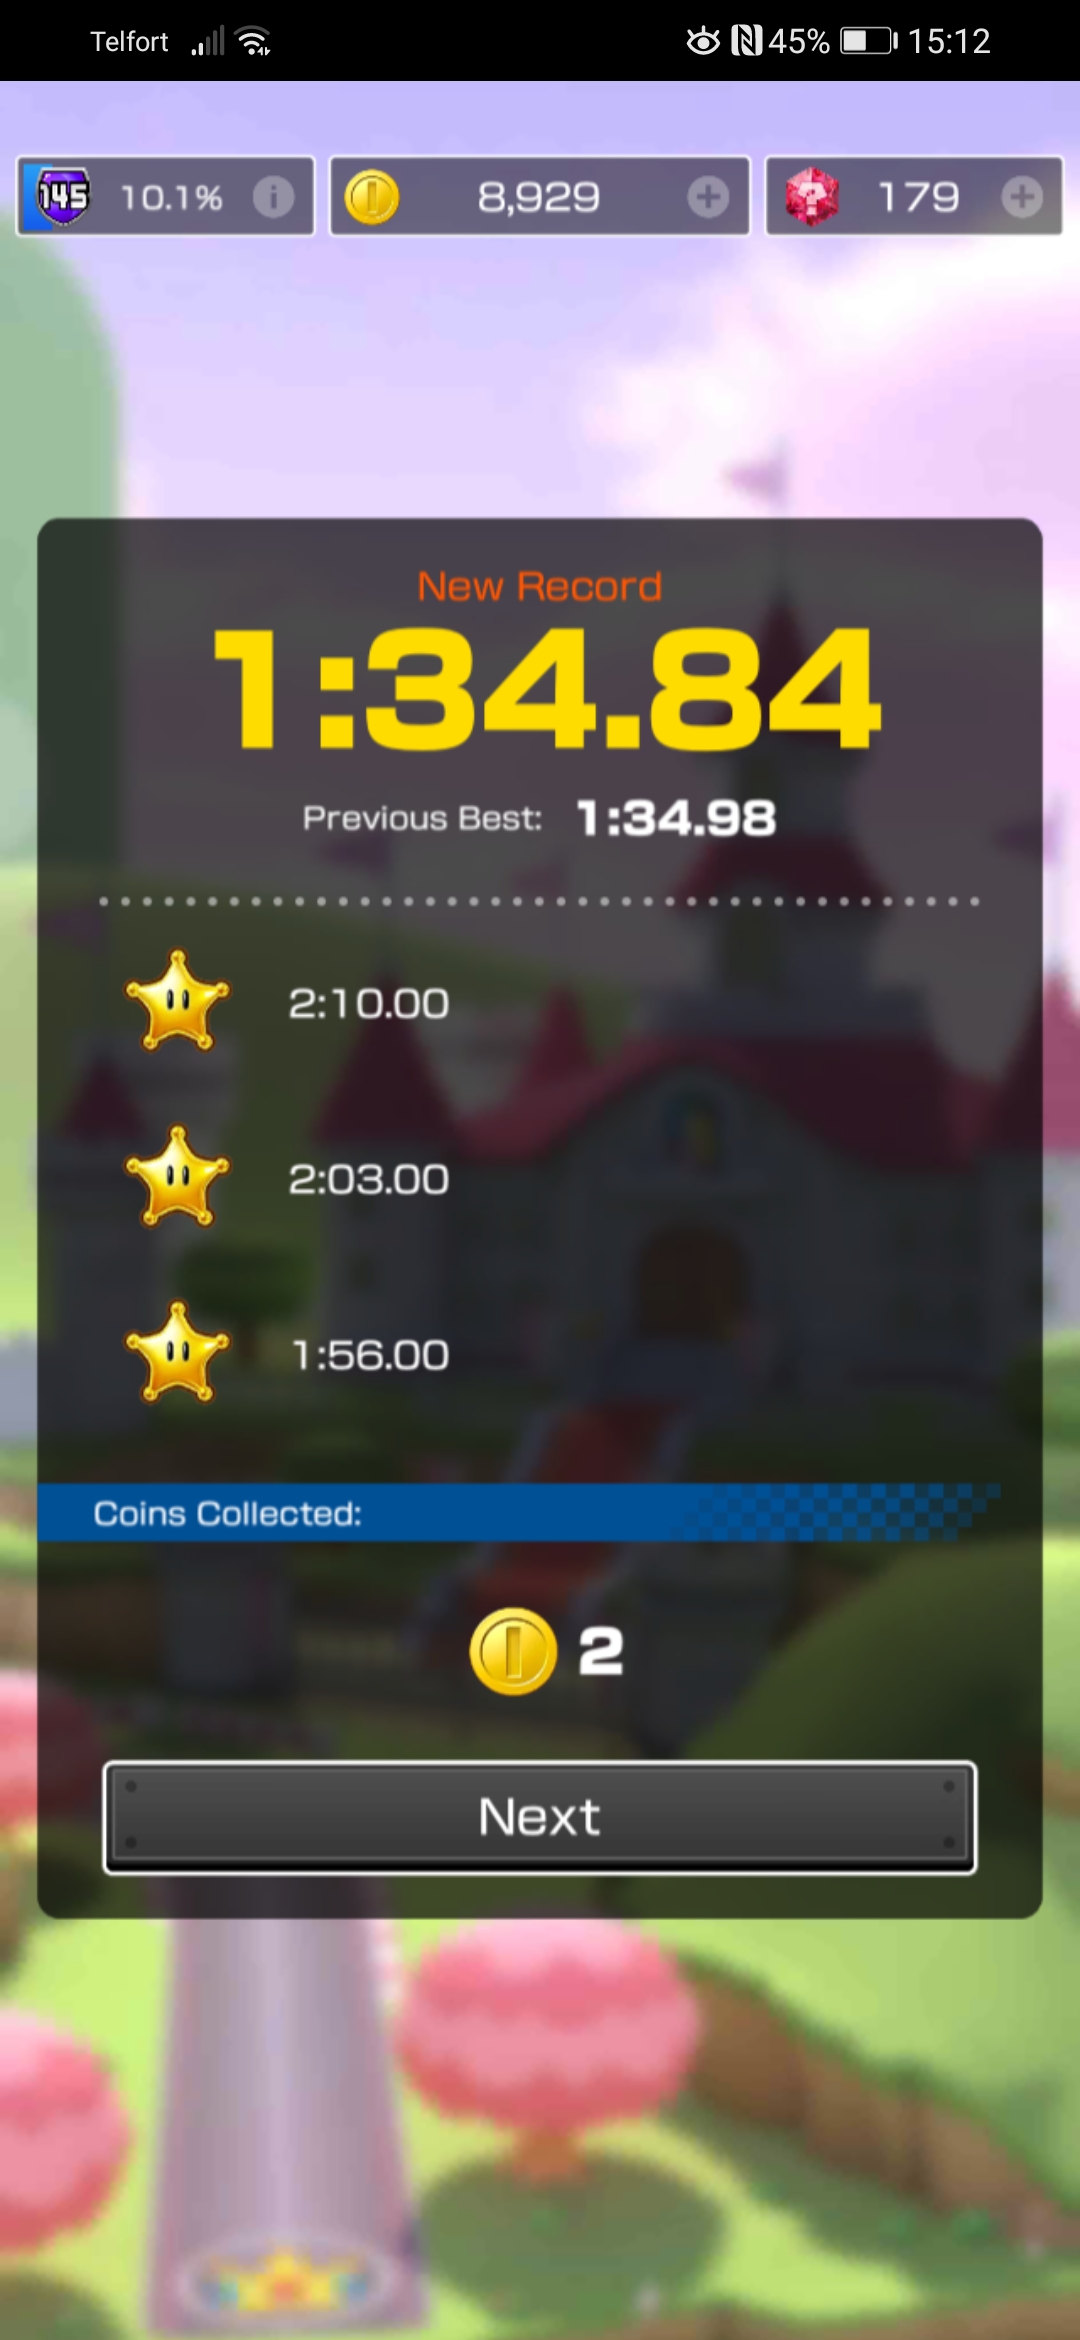 Telfort 45% 15:12
145 10.1% 8,929 179
New Record
1:34.84
Previous Best: 1:34.98
2:10.00
2:03.00
1:56.00
Coins Collected:
2
Next